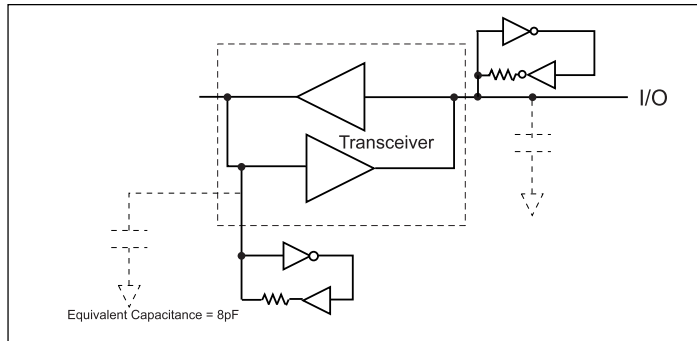 I/O
Transceiver
Equivalent Capacitance = 8pF